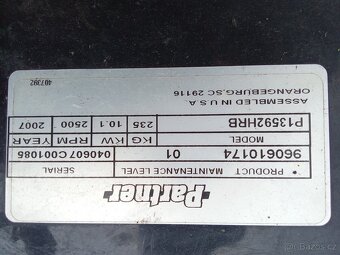 Partner
PRODUCT MAINTENANCE LEVEL SERIAL
960610174 01 040607C001085
MODEL KG KW RPM YEAR
P13592HRB 235 10.1 2500 2007
ASSEMBLED IN U S A
ORANGEBURG, SC 29116
407392